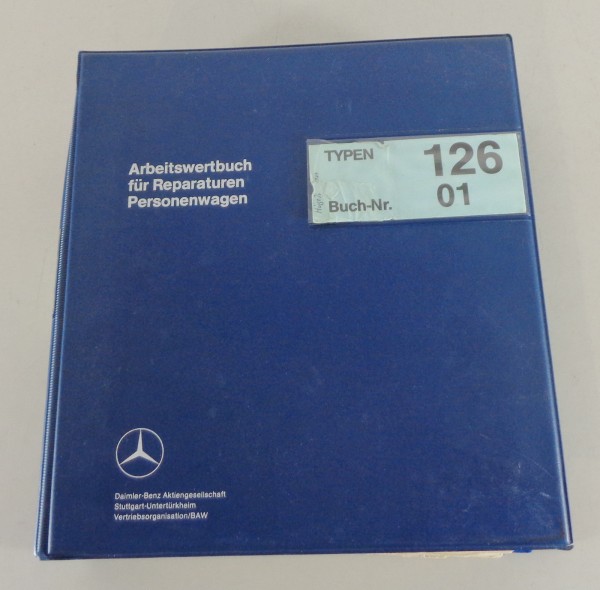 Arbeitswertbuch
für Reparaturen
Personenwagen
TYPEN 126
Buch-Nr. 01
Daimler-Benz Aktiengesellschaft
Stuttgart-Untertürkheim
Vertriebsorganisation/BAW